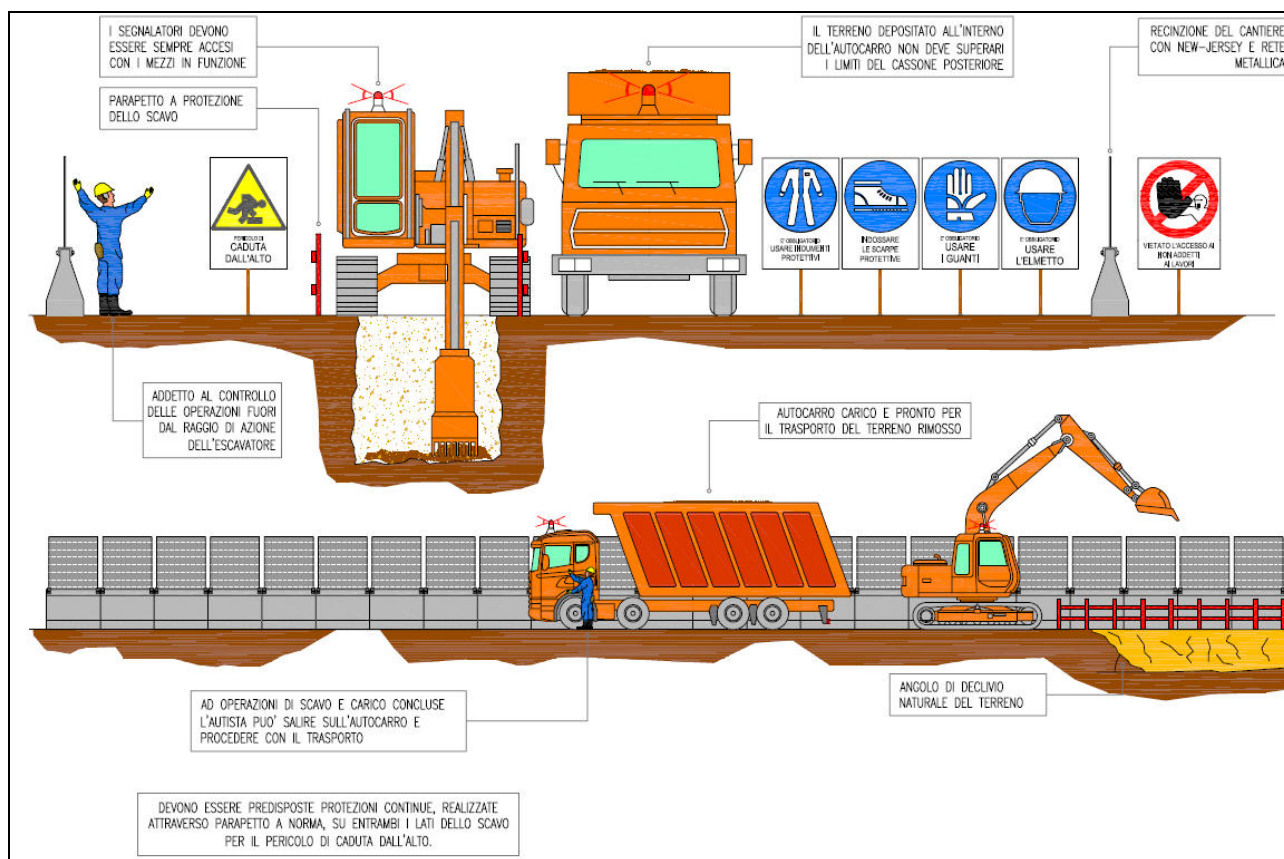 I SEGNALATORI DEVONO
ESSERE SEMPRE ACCESI
CON I MEZZI IN FUNZIONE
IL TERRENO DEPOSITATO ALL'INTERNO
DELL'AUTOCARRO NON DEVE SUPERARI
I LIMITI DEL CASSONE POSTERIORE
RECINZIONE DEL CANTIERE
CON NEW-JERSEY E RETE
METALLICA
PARAPETTO A PROTEZIONE
DELLO SCAVO
PERICOLO DI
CADUTA
DALL'ALTO
E' OBBLIGATORIO
USARE INDUMENTI
PROTETTIVI
INDOSSARE
LE SCARPE
PROTETTIVE
E' OBBLIGATORIO
USARE
I GUANTI
E' OBBLIGATORIO
USARE
L'ELMETTO
VIETATO L'ACCESSO AI
NON ADDETTI
AI LAVORI
ADDETTO AL CONTROLLO
DELLE OPERAZIONI FUORI
DAL RAGGIO DI AZIONE
DELL'ESCAVATORE
AUTOCARRO CARICO E PRONTO PER
IL TRASPORTO DEL TERRENO RIMOSSO
AD OPERAZIONI DI SCAVO E CARICO CONCLUSE
L'AUTISTA PUO' SALIRE SULL'AUTOCARRO E
PROCEDERE CON IL TRASPORTO
ANGOLO DI DECLIVIO
NATURALE DEL TERRENO
DEVONO ESSERE PREDISPOSTE PROTEZIONI CONTINUE, REALIZZATE
ATTRAVERSO PARAPETTO A NORMA, SU ENTRAMBI I LATI DELLO SCAVO
PER IL PERICOLO DI CADUTA DALL'ALTO.